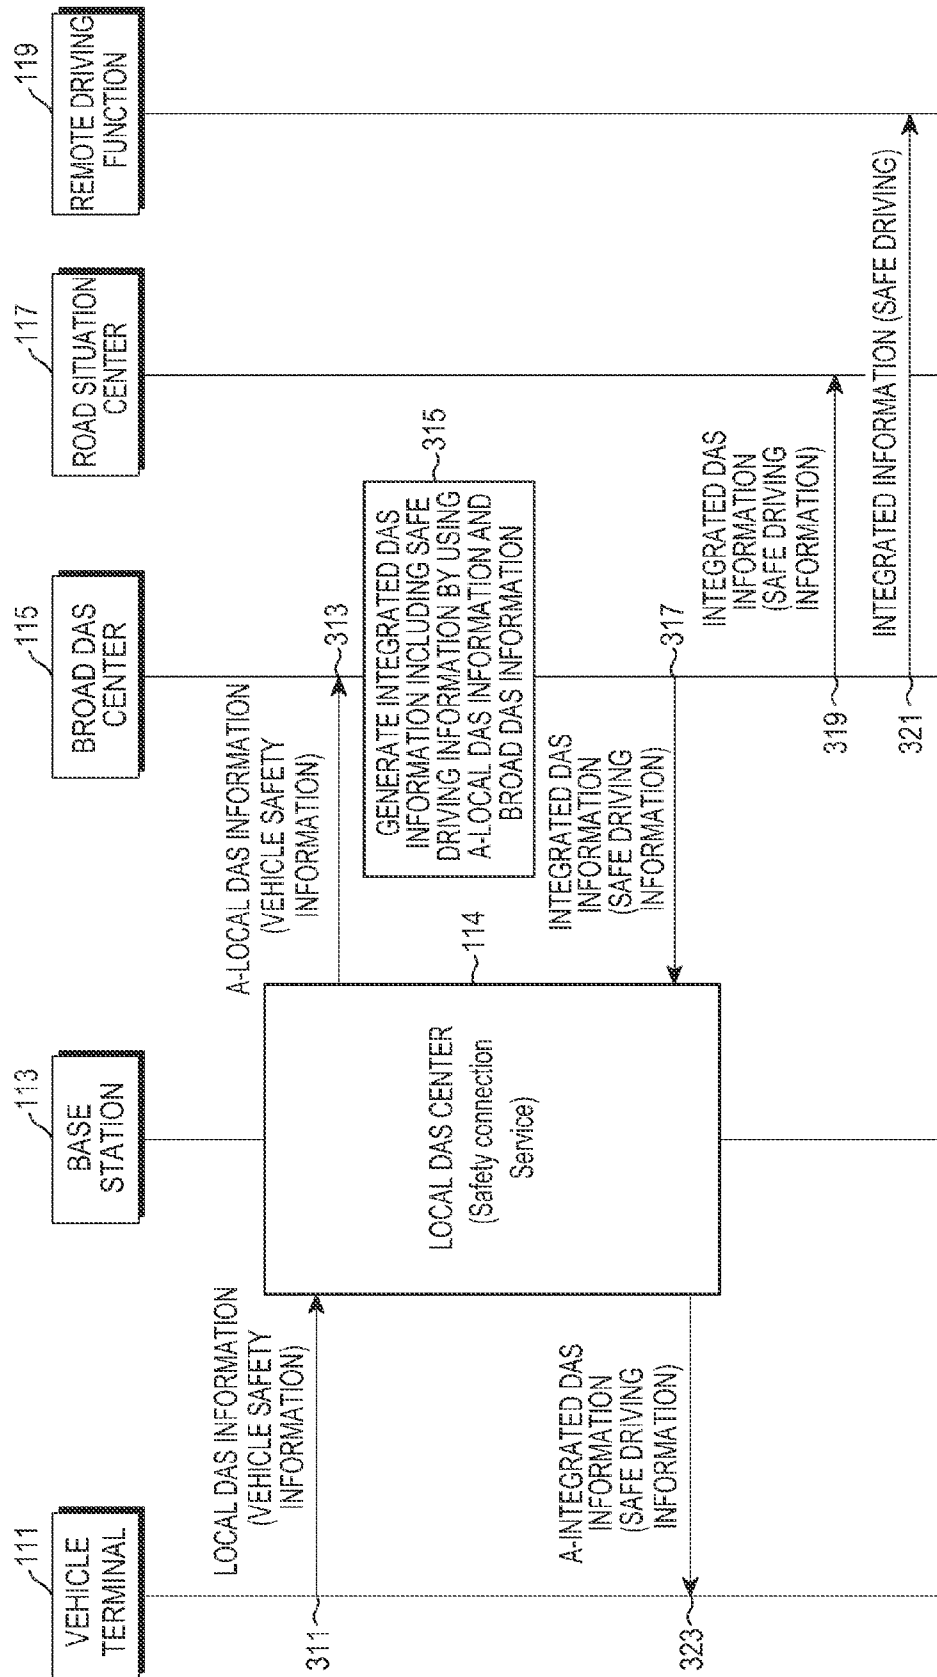 111
VEHICLE
TERMINAL
113
BASE
STATION
115
BROAD DAS
CENTER
117
ROAD SITUATION
CENTER
119
REMOTE DRIVING
FUNCTION
LOCAL DAS INFORMATION
(VEHICLE SAFETY
INFORMATION)
311
A-LOCAL DAS INFORMATION
(VEHICLE SAFETY
INFORMATION)
313
LOCAL DAS CENTER
(Safety connection
Service)
114
GENERATE INTEGRATED DAS
INFORMATION INCLUDING SAFE
DRIVING INFORMATION BY USING
A-LOCAL DAS INFORMATION AND
BROAD DAS INFORMATION
315
INTEGRATED DAS
INFORMATION
(SAFE DRIVING
INFORMATION)
317
A-INTEGRATED DAS
INFORMATION
(SAFE DRIVING
INFORMATION)
323
INTEGRATED DAS
INFORMATION
(SAFE DRIVING
INFORMATION)
319
INTEGRATED INFORMATION (SAFE DRIVING)
321